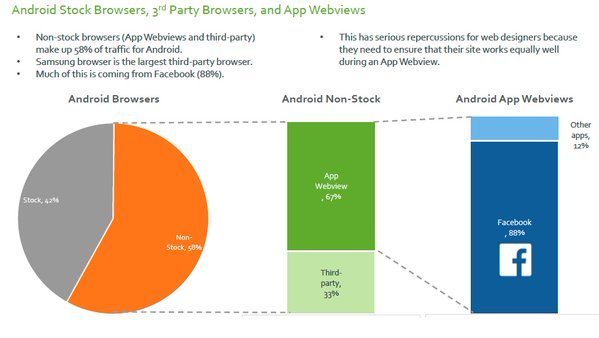 Android Stock Browsers, 3rd Party Browsers, and App Webviews
• Non-stock browsers (App Webviews and third-party)
make up 58% of traffic for Android.
• Samsung browser is the largest third-party browser.
• Much of this is coming from Facebook (88%).
• This has serious repercussions for web designers because
they need to ensure that their site works equally well
during an App Webview.
Android Browsers
Stock, 42%
Non-
Stock, 58%
Android Non-Stock
App
Webview
, 67%
Third-
party,
33%
Android App Webviews
Other
apps,
12%
Facebook
, 88%
f